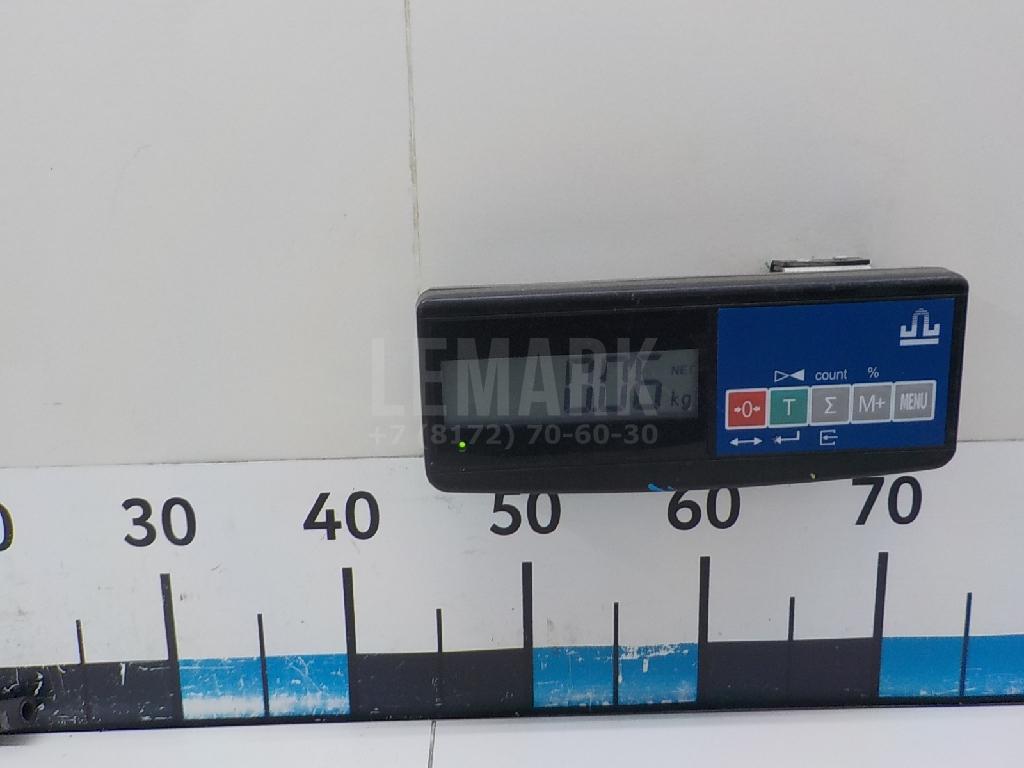 LEMARK
+7 (8172) 70-60-30
NET
kg
count %
→0← T Σ M+ MENU
30 40 50 60 70